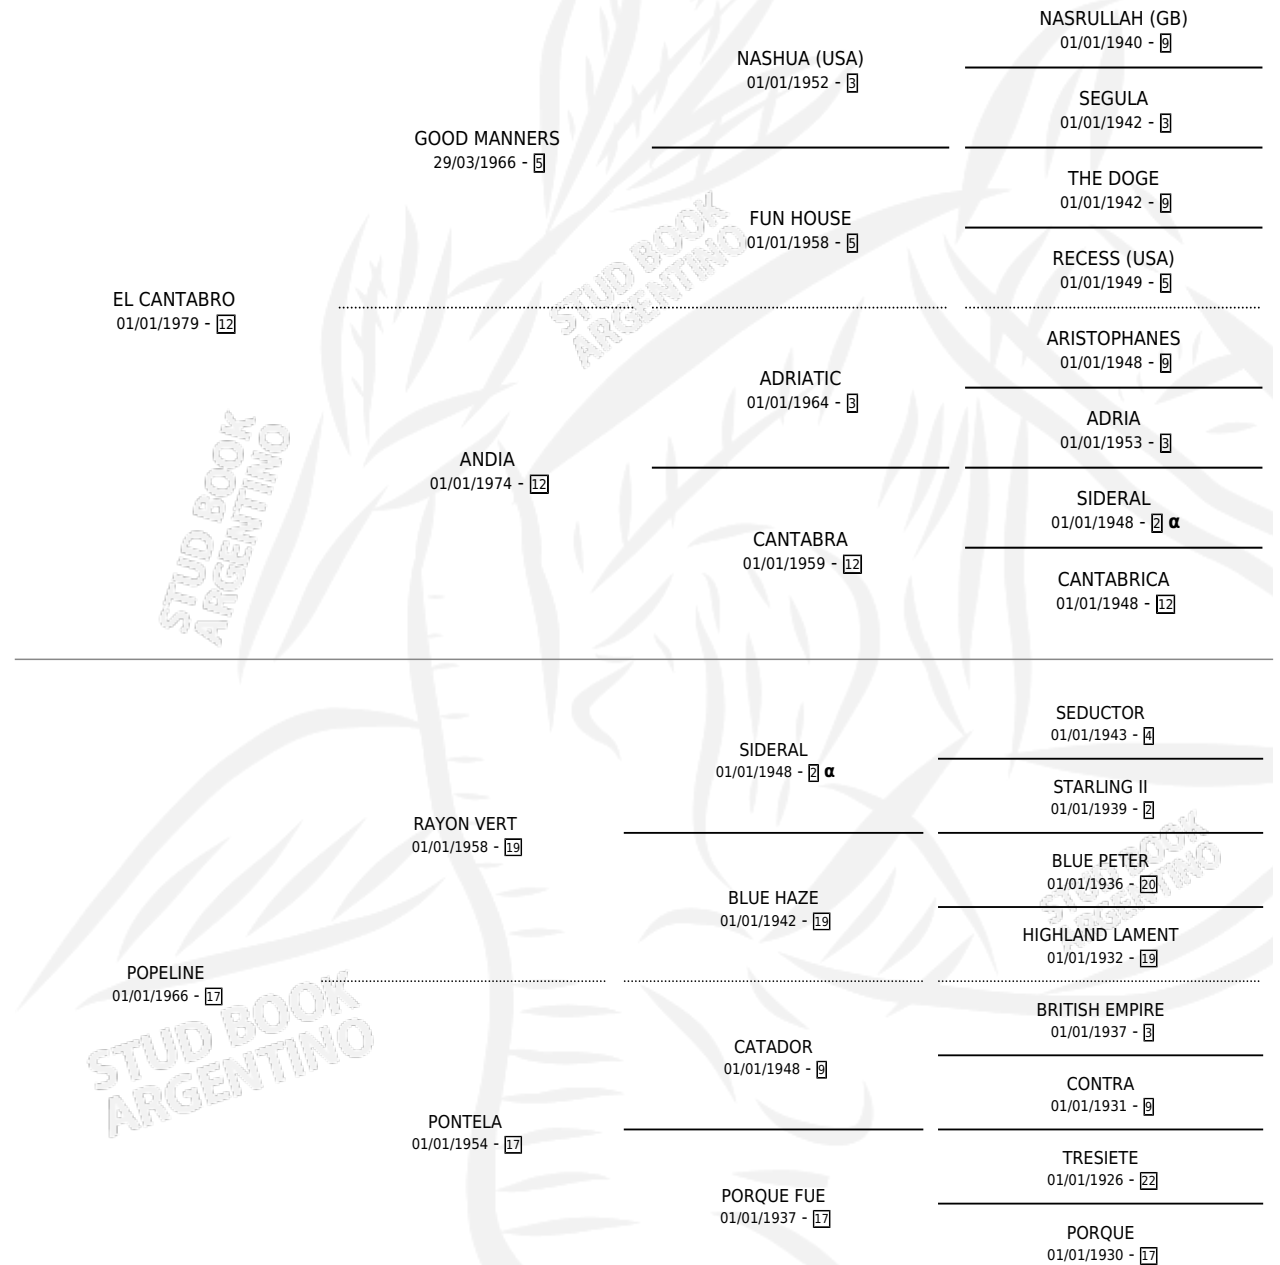 NASRULLAH (GB)
01/01/1940 - 9
NASHUA (USA)
01/01/1952 - 3
SEGULA
01/01/1942 - 3
GOOD MANNERS
29/03/1966 - 5
THE DOGE
01/01/1942 - 9
FUN HOUSE
01/01/1958 - 5
RECESS (USA)
01/01/1949 - 5
EL CANTABRO
01/01/1979 - 12
ARISTOPHANES
01/01/1948 - 9
ADRIATIC
01/01/1964 - 3
ADRIA
01/01/1953 - 3
ANDIA
01/01/1974 - 12
SIDERAL
01/01/1948 - 2 α
CANTABRA
01/01/1959 - 12
CANTABRICA
01/01/1948 - 12
SEDUCTOR
01/01/1943 - 4
SIDERAL
01/01/1948 - 2 α
STARLING II
01/01/1939 - 2
RAYON VERT
01/01/1958 - 19
BLUE PETER
01/01/1936 - 20
BLUE HAZE
01/01/1942 - 19
HIGHLAND LAMENT
01/01/1932 - 19
POPELINE
01/01/1966 - 17
BRITISH EMPIRE
01/01/1937 - 3
CATADOR
01/01/1948 - 9
CONTRA
01/01/1931 - 9
PONTELA
01/01/1954 - 17
TRESIETE
01/01/1926 - 22
PORQUE FUE
01/01/1937 - 17
PORQUE
01/01/1930 - 17
STUD BOOK
ARGENTINO
STUD BOOK
ARGENTINO
STUD BOOK
ARGENTINO
STUD BOOK
ARGENTINO